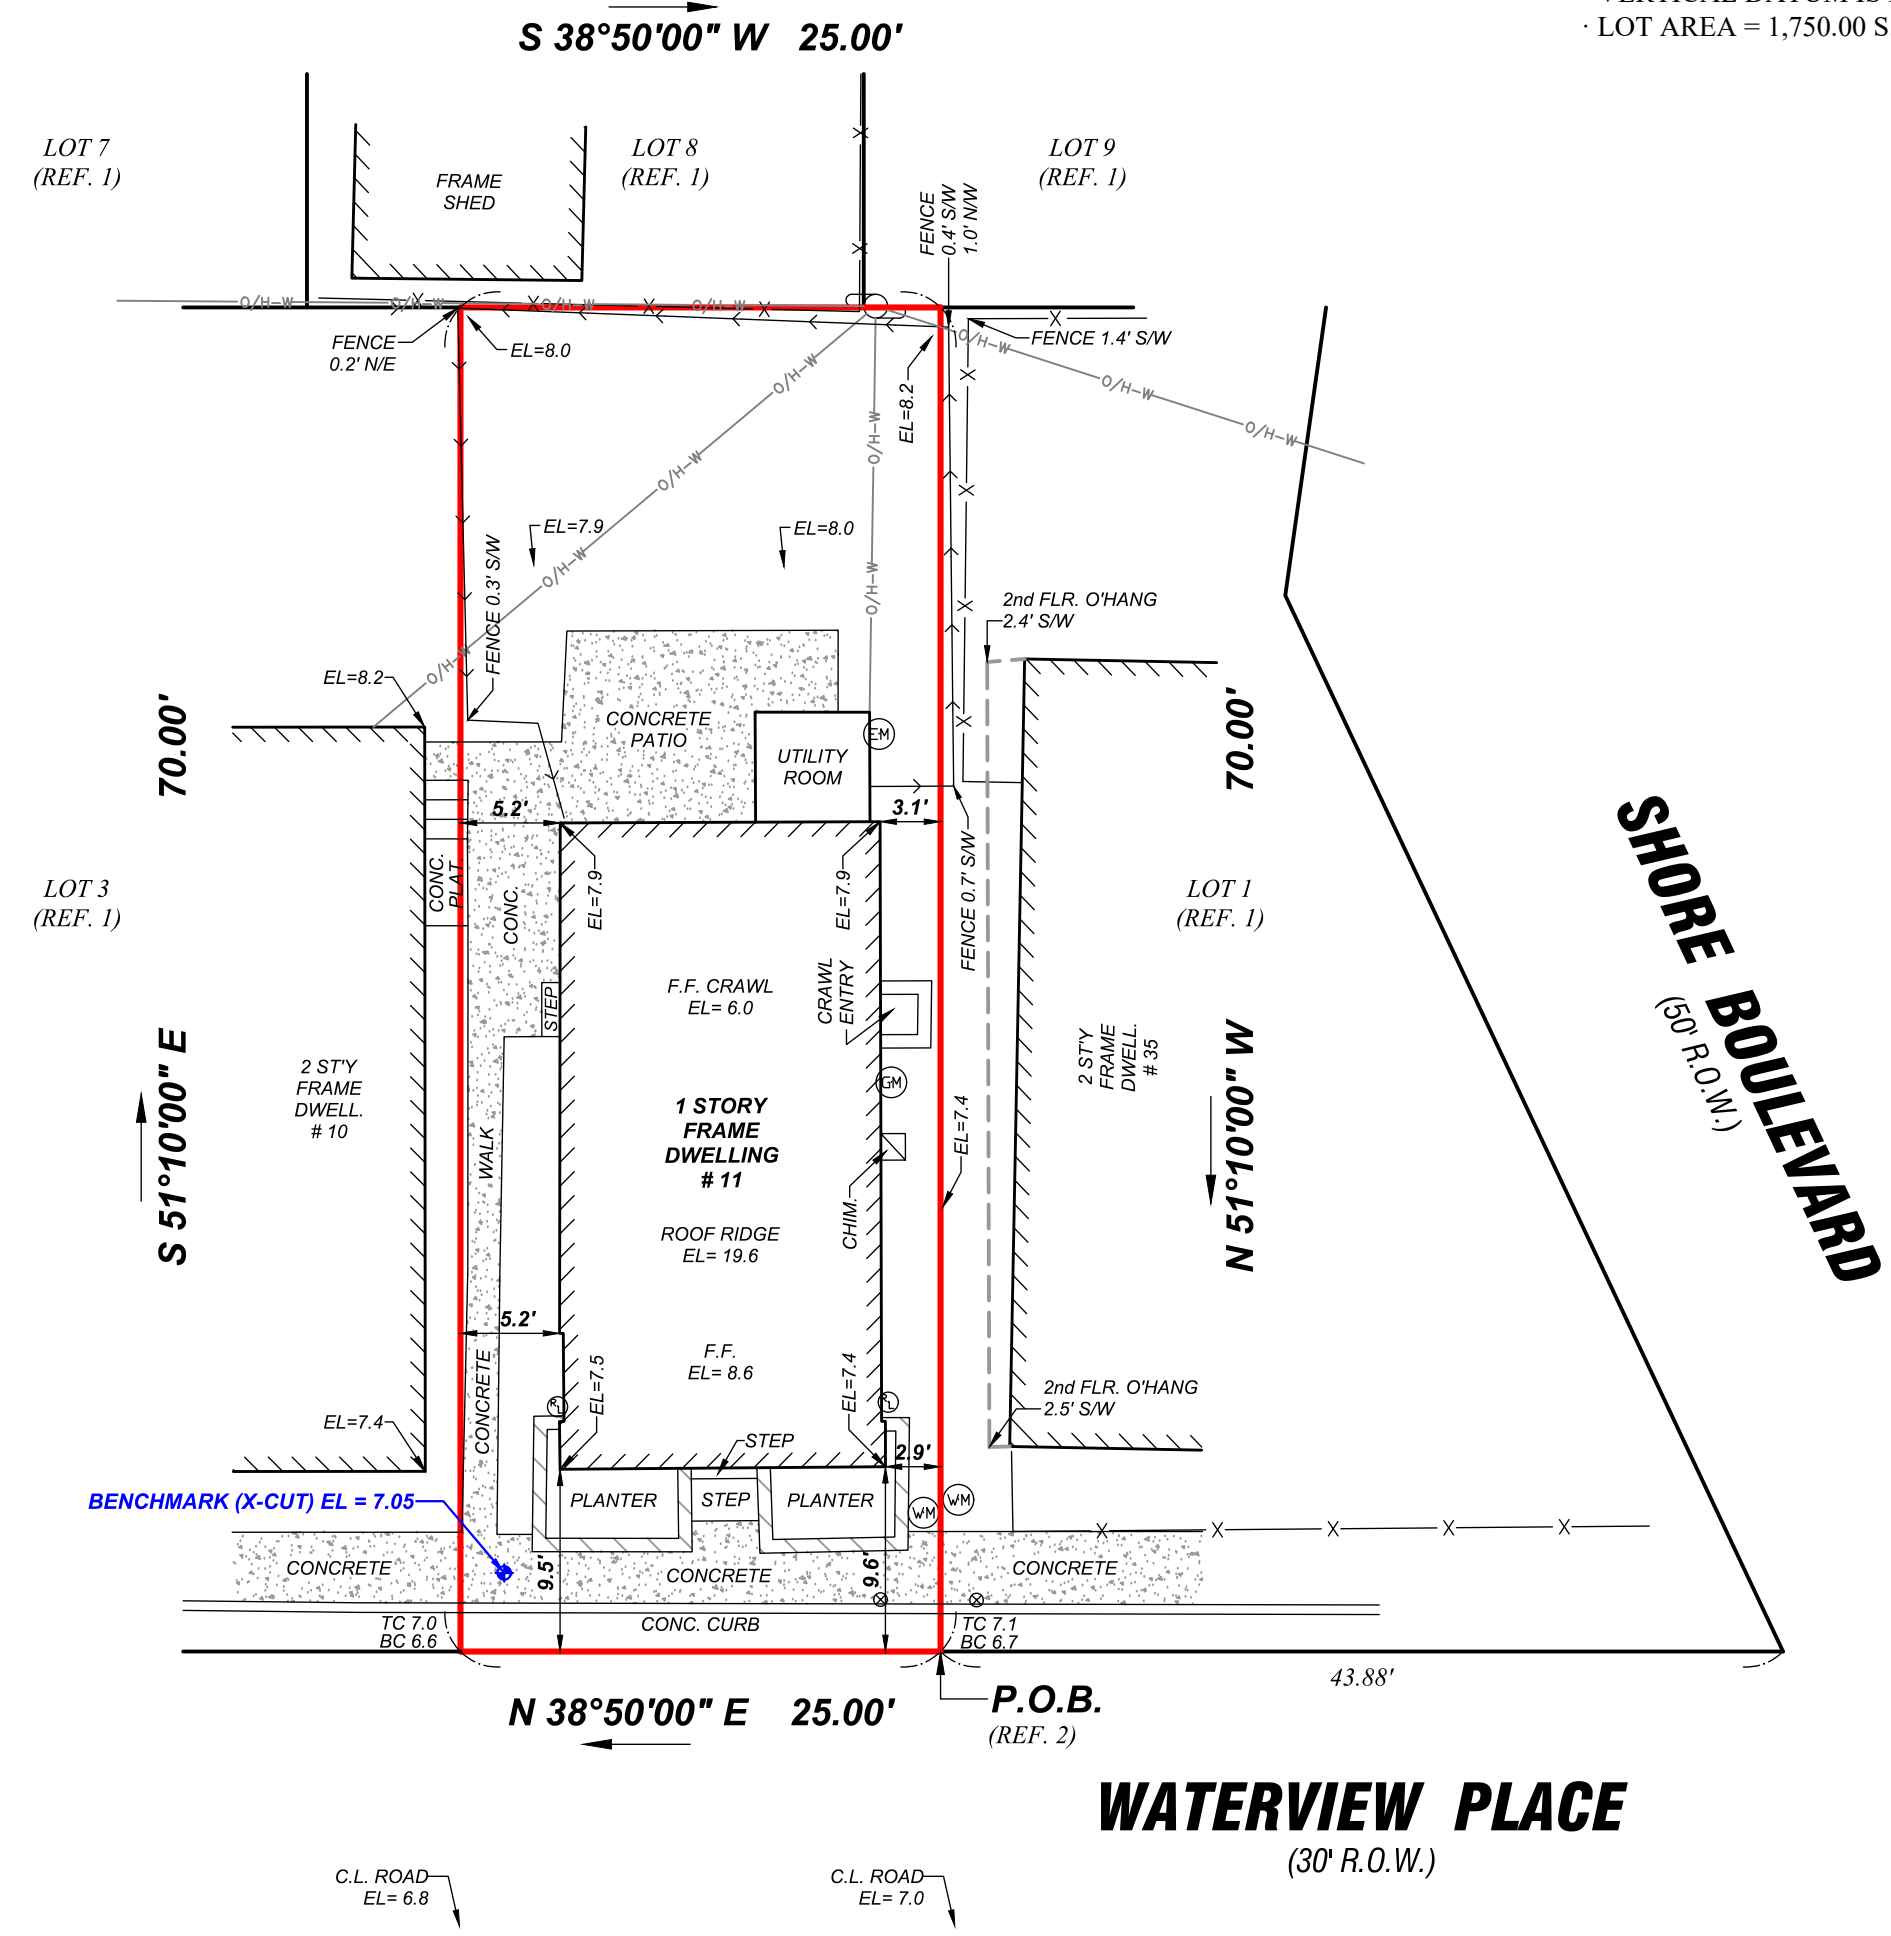 S 38°50'00" W 25.00'
· LOT AREA = 1,750.00 S
LOT 7
(REF. 1)
LOT 8
(REF. 1)
LOT 9
(REF. 1)
FRAME
SHED
FENCE
0.4' S/W
1.0' N/W
O/H-W
O/H-W
O/H-W
O/H-W
FENCE
0.2' N/E
EL=8.0
EL=8.2
FENCE 1.4' S/W
O/H-W
O/H-W
O/H-W
O/H-W
O/H-W
O/H-W
O/H-W
O/H-W
O/H-W
EL=7.9
EL=8.0
FENCE 0.3' S/W
2nd FLR. O'HANG
2.4' S/W
EL=8.2
70.00'
S 51°10'00" E
70.00'
N 51°10'00" W
CONCRETE
PATIO
UTILITY
ROOM
EM
5.2'
3.1'
CONC.
PLAT.
CONC.
EL=7.9
EL=7.9
FENCE 0.7' S/W
LOT 3
(REF. 1)
LOT 1
(REF. 1)
SHORE BOULEVARD
(50' R.O.W.)
F.F. CRAWL
EL= 6.0
CRAWL
ENTRY
STEP
GM
2 ST'Y
FRAME
DWELL.
# 10
2 ST'Y
FRAME
DWELL.
# 35
1 STORY
FRAME
DWELLING
# 11
EL=7.4
WALK
CHIM.
ROOF RIDGE
EL= 19.6
5.2'
F.F.
EL= 8.6
CONCRETE
EL=7.5
EL=7.4
2nd FLR. O'HANG
2.5' S/W
RL
RL
EL=7.4
STEP
2.9'
BENCHMARK (X-CUT) EL = 7.05
PLANTER
STEP
PLANTER
WM
WM
CONCRETE
9.5'
CONCRETE
9.6'
CONCRETE
TC 7.0
BC 6.6
CONC. CURB
TC 7.1
BC 6.7
43.88'
N 38°50'00" E 25.00'
P.O.B.
(REF. 2)
WATERVIEW PLACE
(30' R.O.W.)
C.L. ROAD
EL= 6.8
C.L. ROAD
EL= 7.0